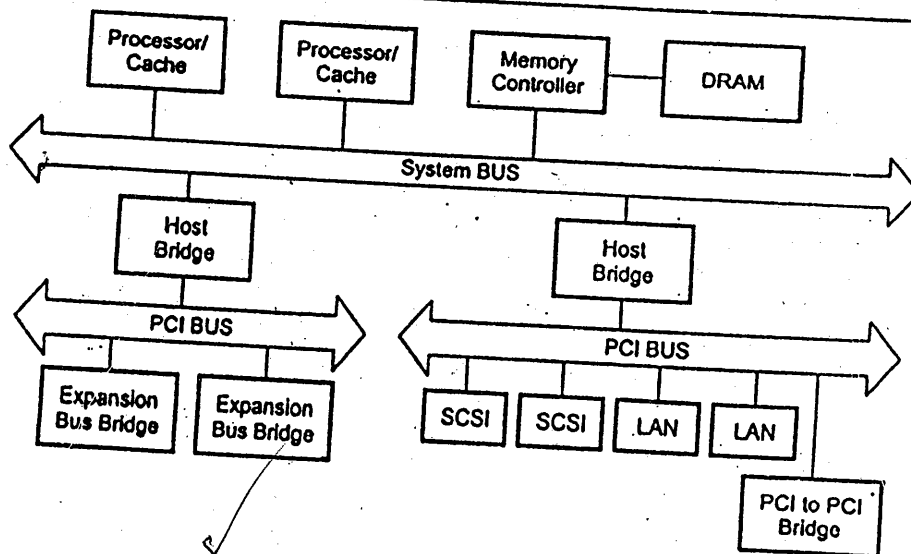 Processor/
Cache
Processor/
Cache
Memory
Controller
DRAM
System BUS
Host
Bridge
Host
Bridge
PCI BUS
PCI BUS
Expansion
Bus Bridge
Expansion
Bus Bridge
SCSI
SCSI
LAN
LAN
PCI to PCI
Bridge